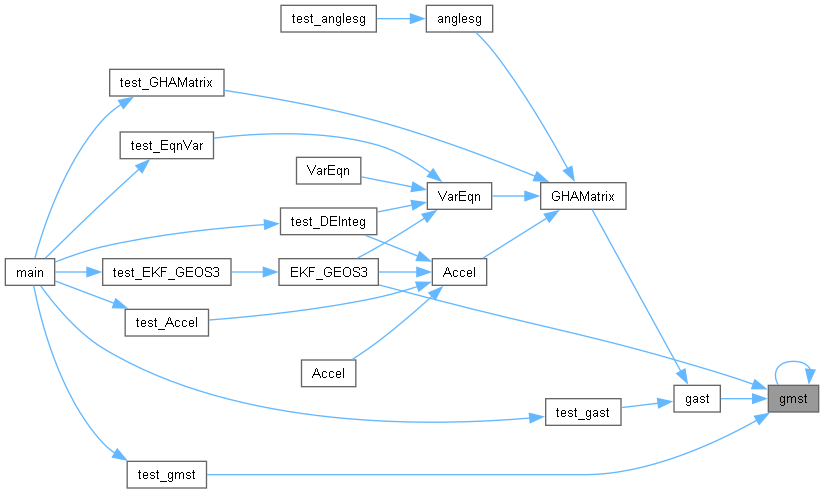 test_anglesg
anglesg
test_GHAMatrix
test_EqnVar
VarEqn
VarEqn
GHAMatrix
test_DEInteg
main
test_EKF_GEOS3
EKF_GEOS3
Accel
test_Accel
Accel
gast
gmst
test_gast
test_gmst